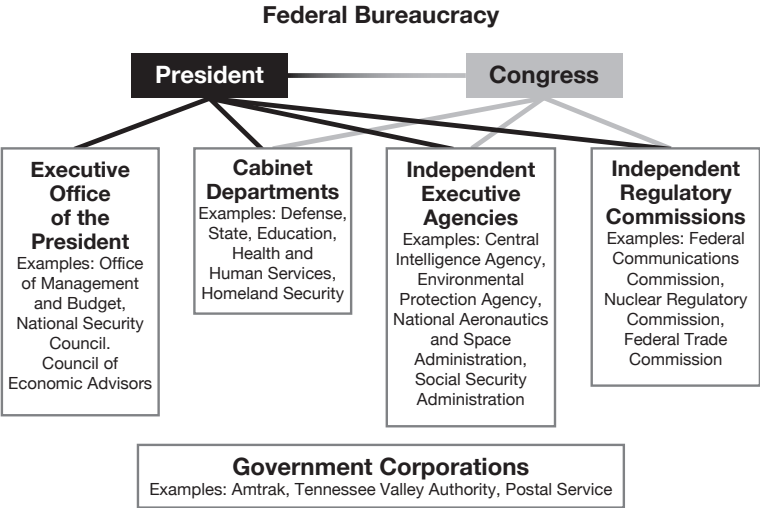 Federal Bureaucracy
President
Congress
Executive
Office
of the
President
Examples: Office
of Management
and Budget,
National Security
Council.
Council of
Economic Advisors
Cabinet
Departments
Examples: Defense,
State, Education,
Health and
Human Services,
Homeland Security
Independent
Executive
Agencies
Examples: Central
Intelligence Agency,
Environmental
Protection Agency,
National Aeronautics
and Space
Administration,
Social Security
Administration
Independent
Regulatory
Commissions
Examples: Federal
Communications
Commission,
Nuclear Regulatory
Commission,
Federal Trade
Commission
Government Corporations
Examples: Amtrak, Tennessee Valley Authority, Postal Service